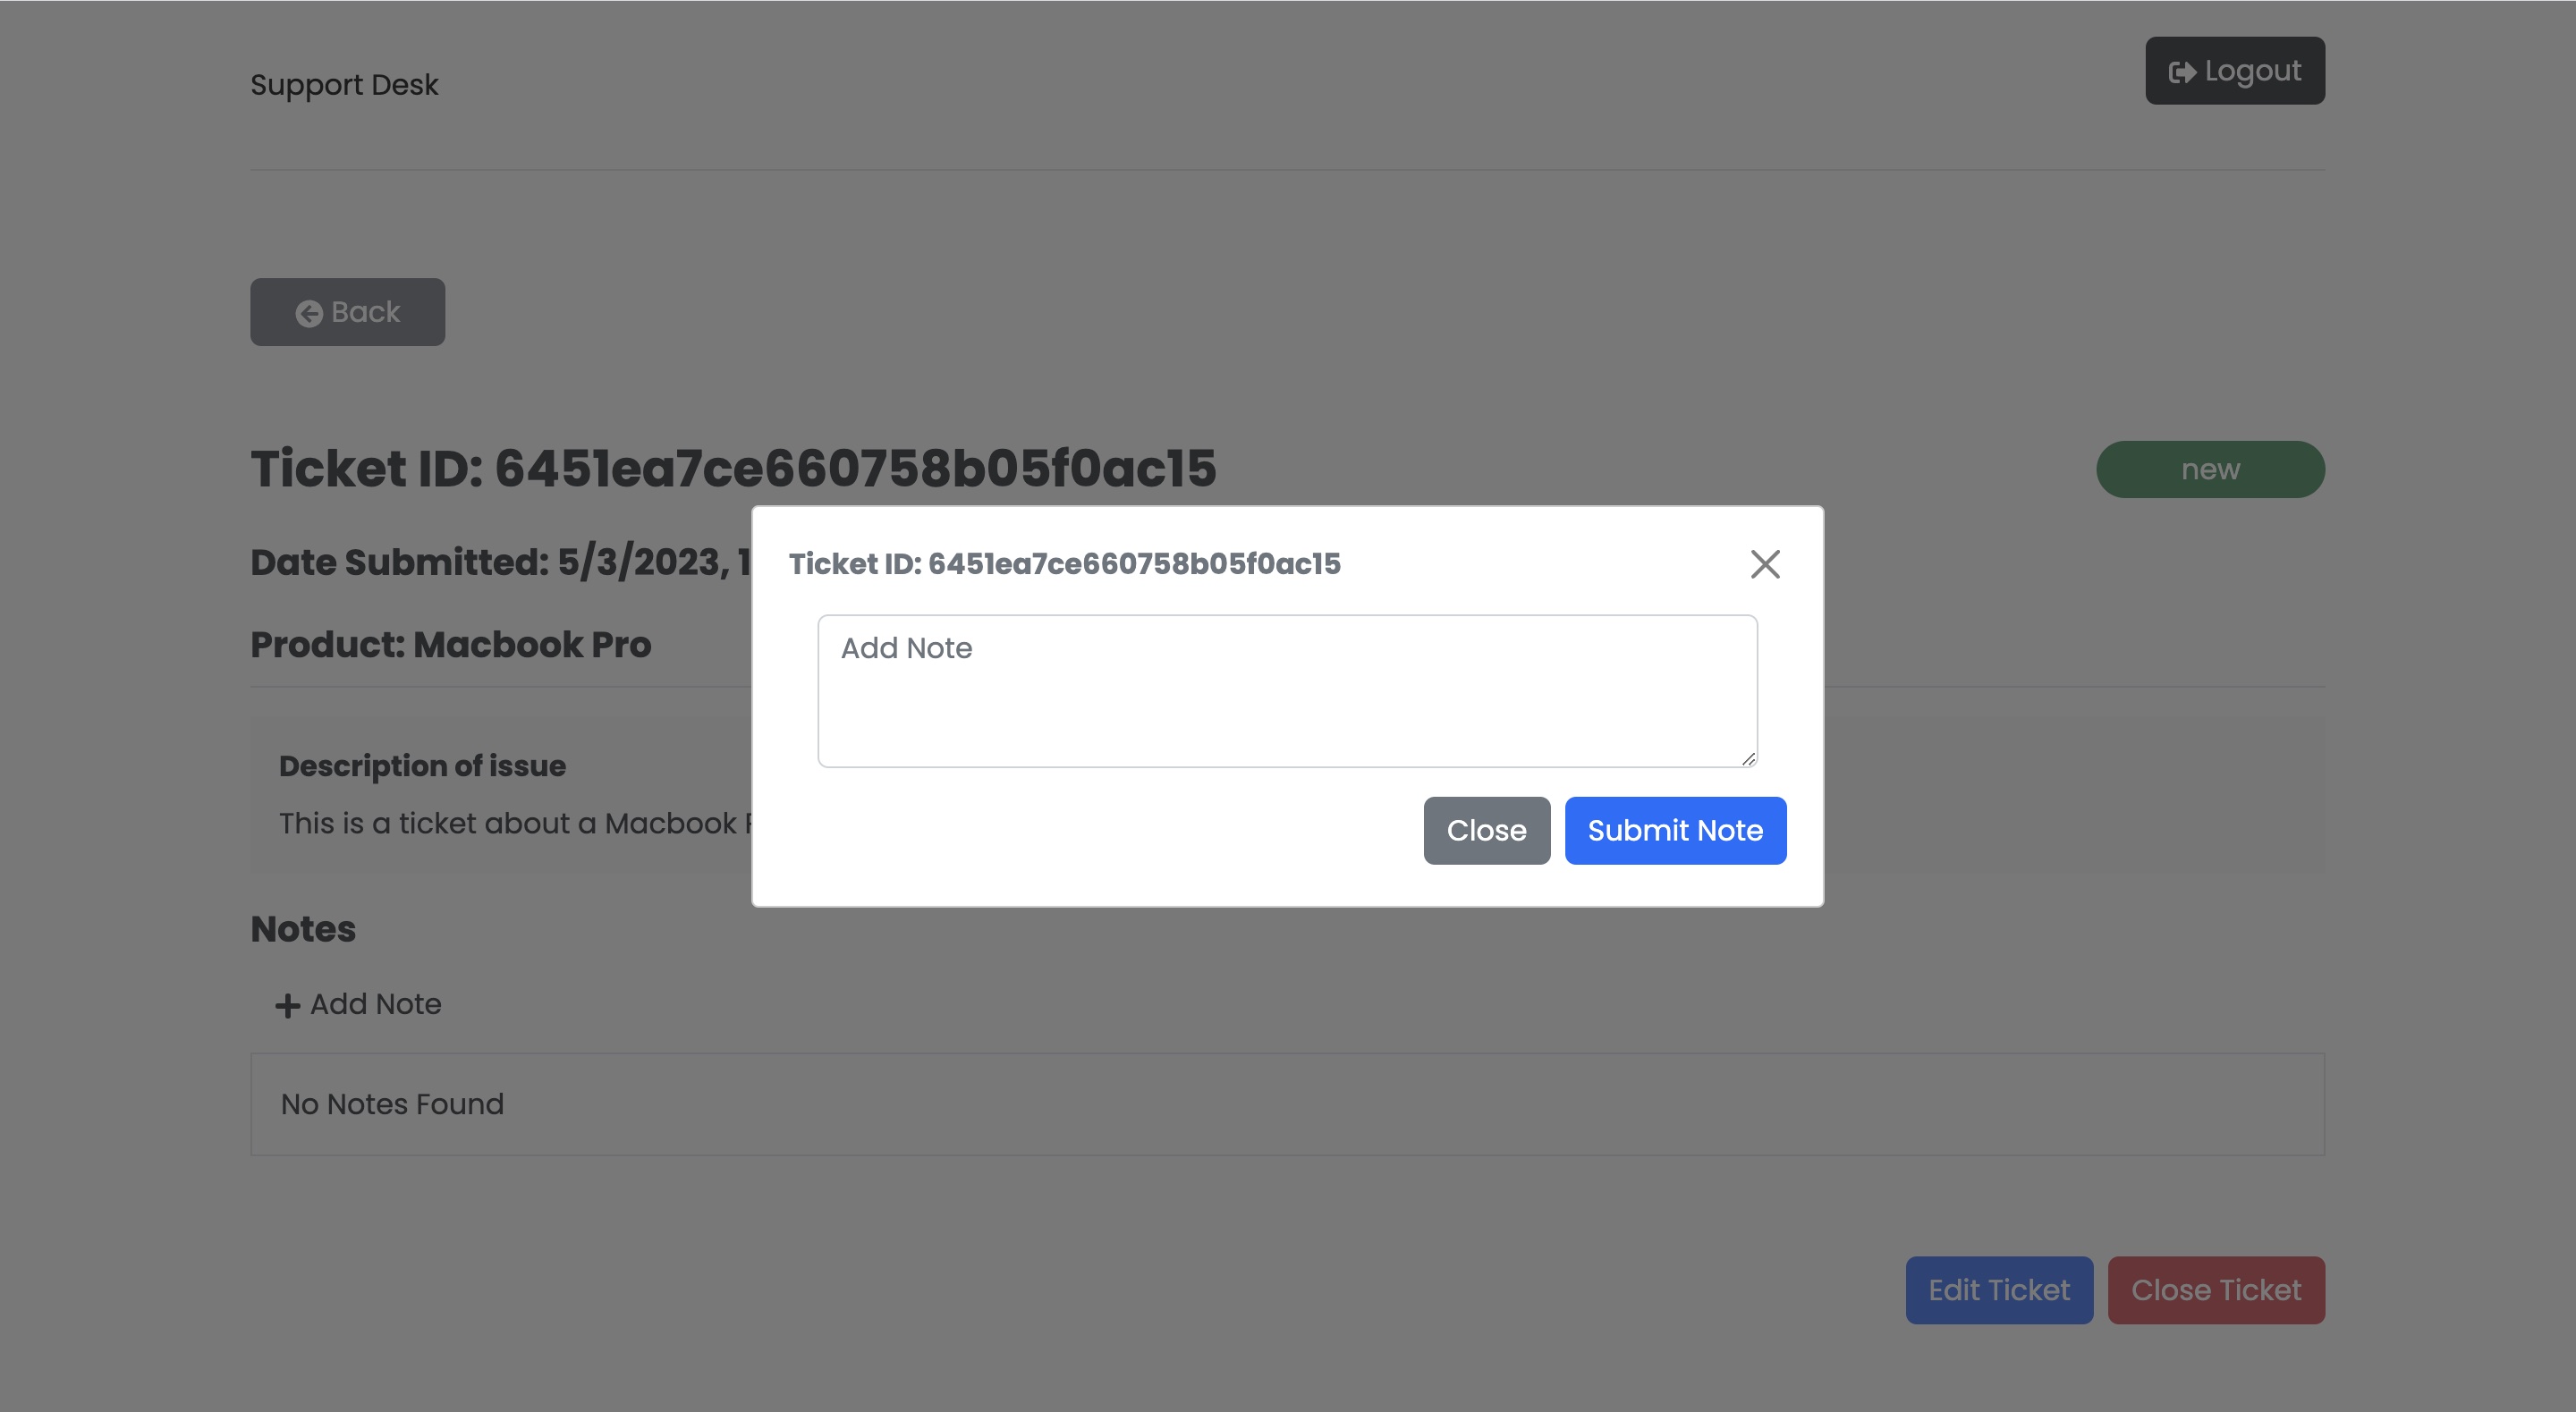 Support Desk
Logout
Back
Ticket ID: 6451ea7ce660758b05f0ac15
new
Date Submitted: 5/3/2023,
Product: Macbook Pro
Description of issue
This is a ticket about a Macbook
Ticket ID: 6451ea7ce660758b05f0ac15
Add Note
Close
Submit Note
Notes
Add Note
No Notes Found
Edit Ticket
Close Ticket